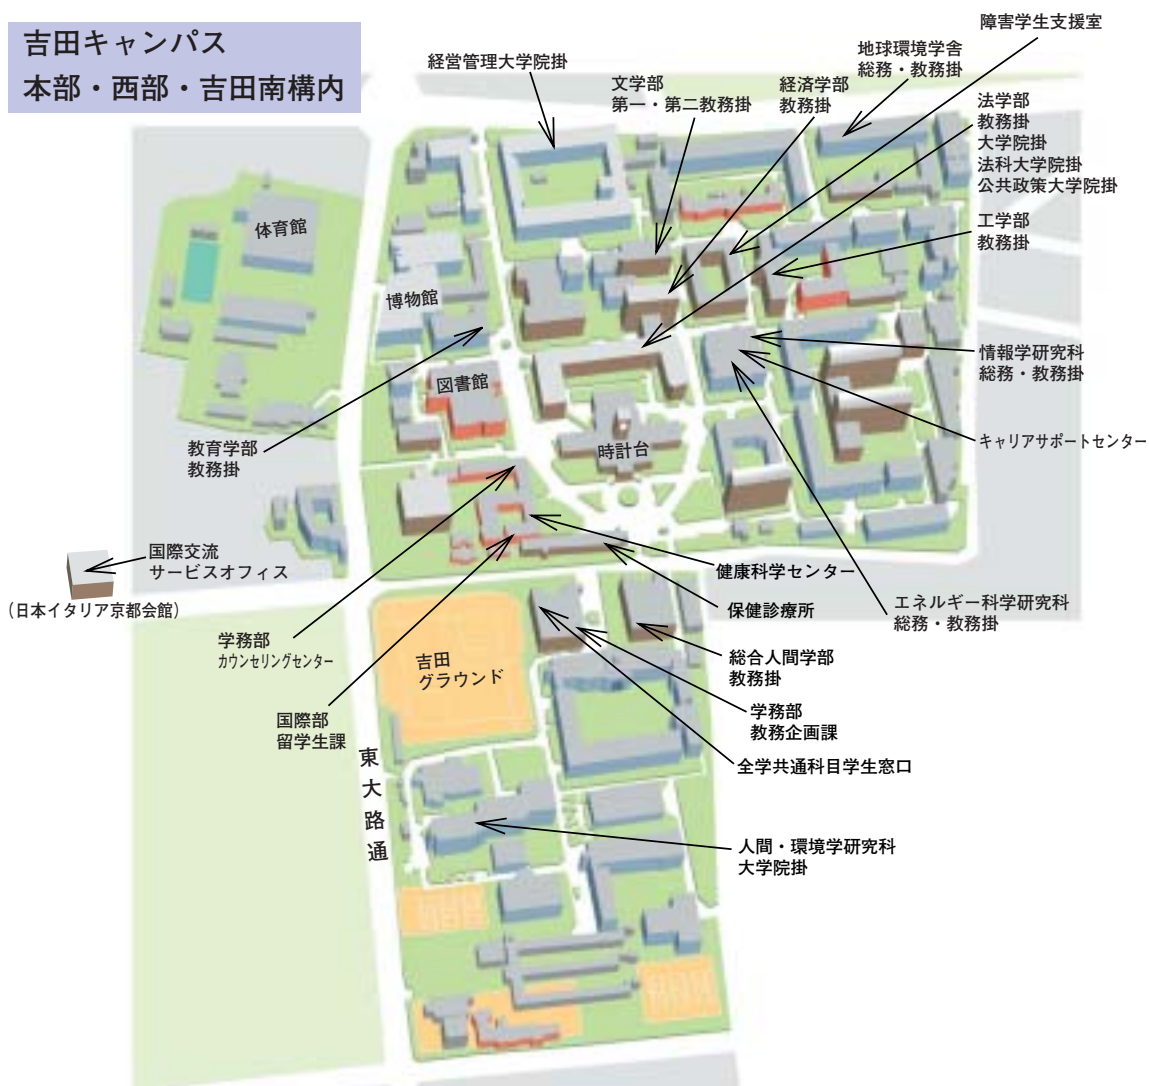 吉田キャンパス
本部・西部・吉田南構内
障害学生支援室
経営管理大学院掛
地球環境学舎
総務・教務掛
文学部
第一・第二教務掛
経済学部
教務掛
法学部
教務掛
大学院掛
法科大学院掛
公共政策大学院掛
工学部
教務掛
体育館
博物館
情報学研究科
総務・教務掛
図書館
教育学部
教務掛
時計台
キャリアサポートセンター
国際交流
サービスオフィス
(日本イタリア京都会館)
健康科学センター
保健診療所
エネルギー科学研究科
総務・教務掛
学務部
カウンセリングセンター
吉田
グラウンド
総合人間学部
教務掛
国際部
留学生課
学務部
教務企画課
全学共通科目学生窓口
東大路通
人間・環境学研究科
大学院掛